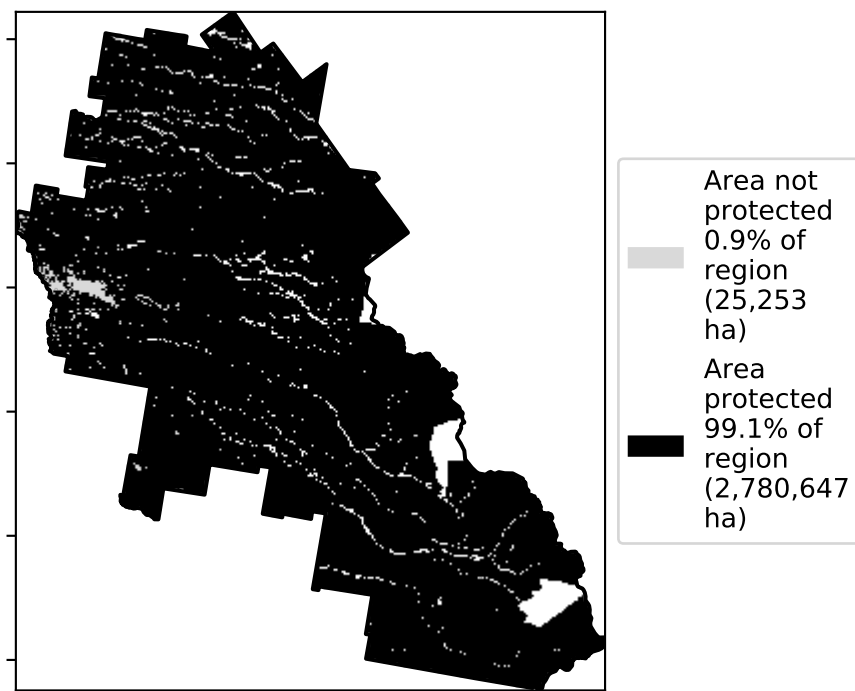 Area not
protected
0.9% of
region
(25,253
ha)
Area
protected
99.1% of
region
(2,780,647
ha)